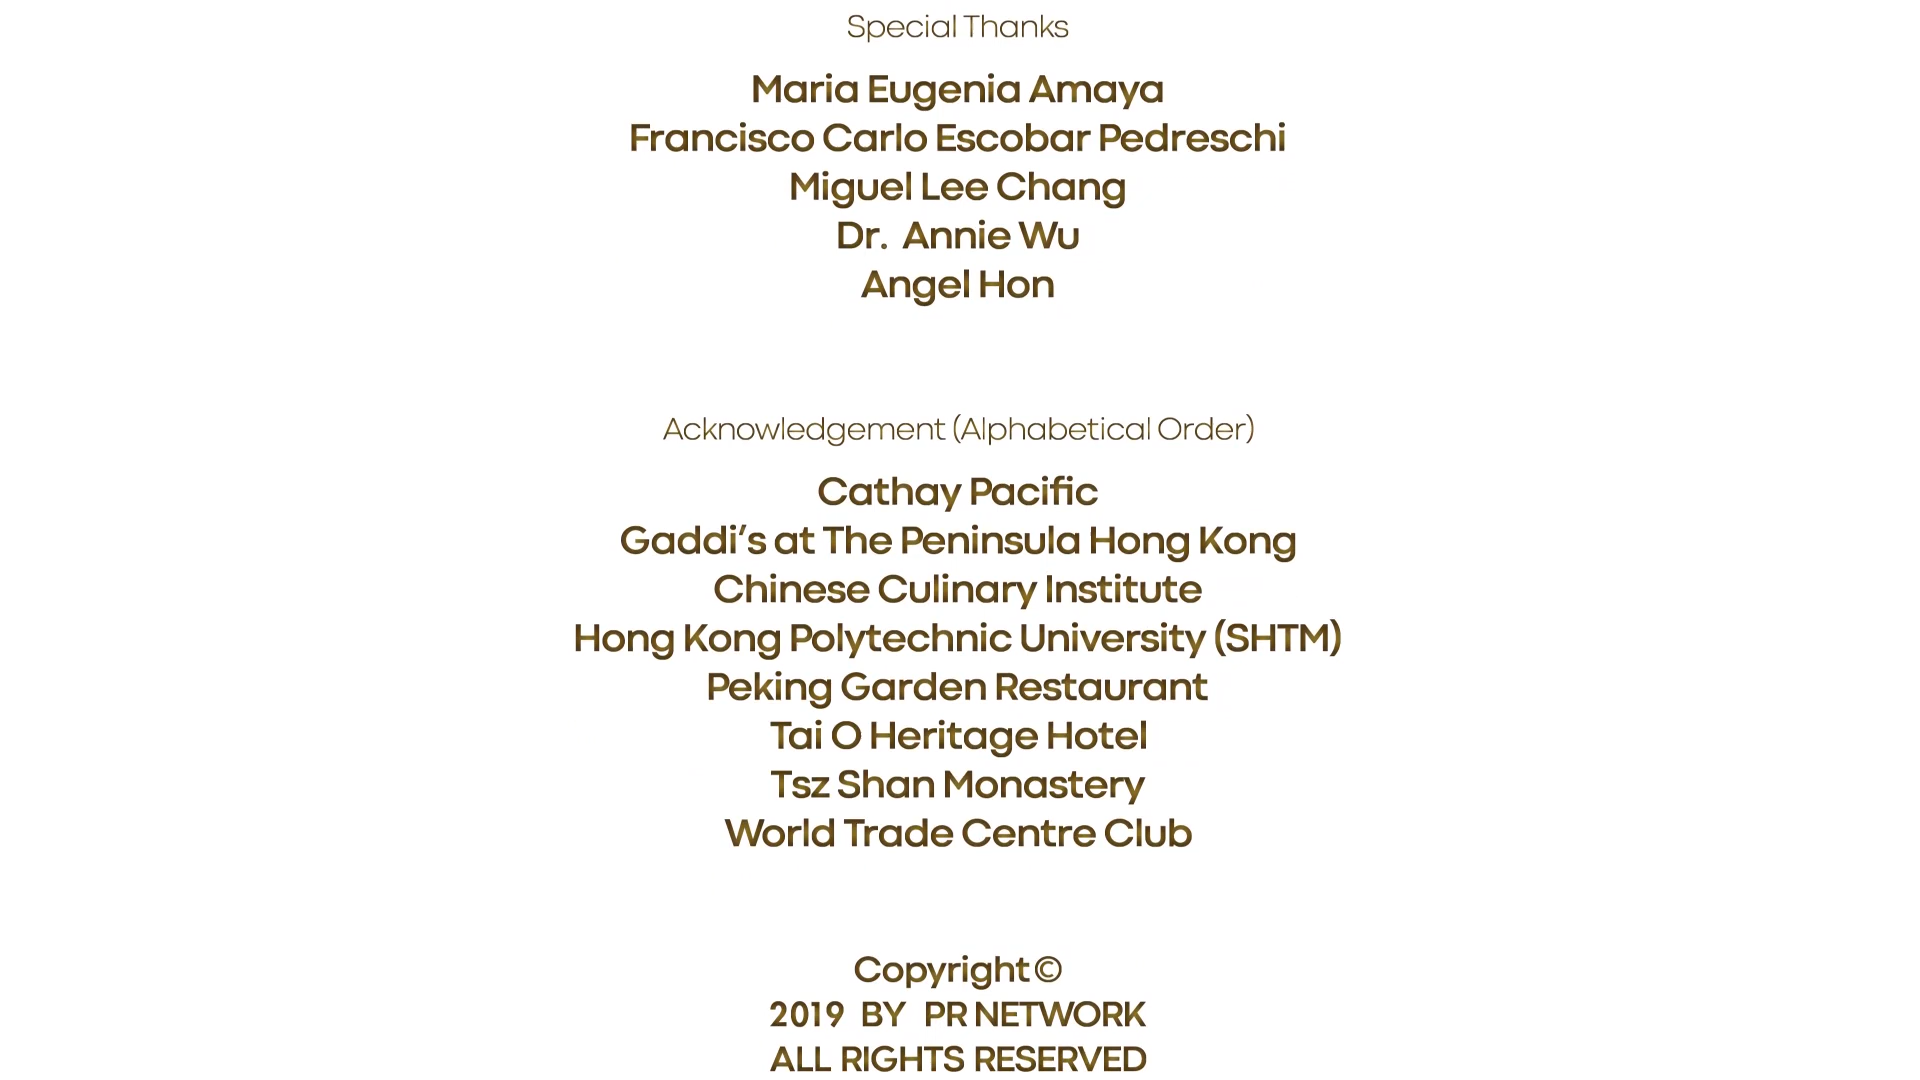 Special Thanks
Maria Eugenia Amaya
Francisco Carlo Escobar Pedreschi
Miguel Lee Chang
Dr. Annie Wu
Angel Hon
Acknowledgement (Alphabetical Order)
Cathay Pacific
Gaddi's at The Peninsula Hong Kong
Chinese Culinary Institute
Hong Kong Polytechnic University (SHTM)
Peking Garden Restaurant
Tai O Heritage Hotel
Tsz Shan Monastery
World Trade Centre Club
Copyright ©
2019 BY PR NETWORK
ALL RIGHTS RESERVED